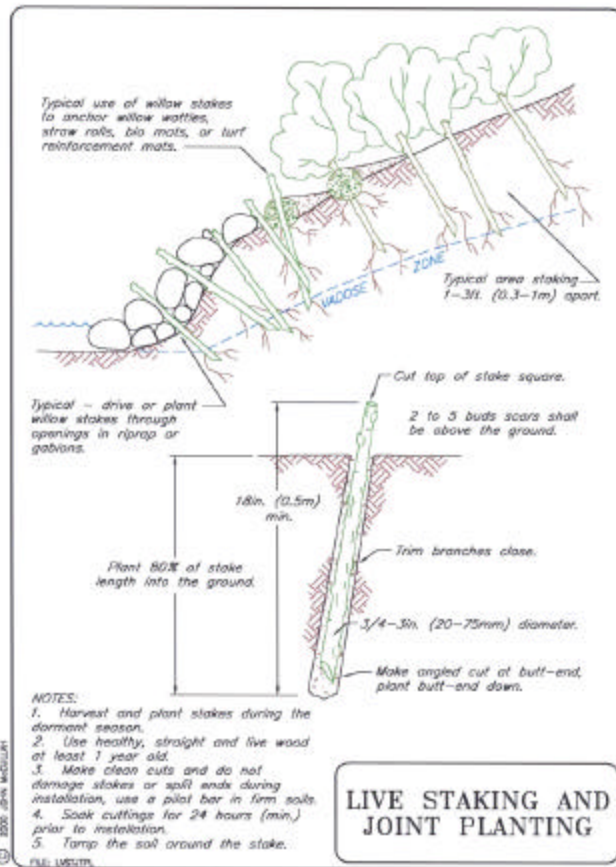 Typical use of willow stakes
to anchor willow wattles,
straw rolls, bio mats, or turf
reinforcement mats.
VADOSE ZONE
Typical area staking
1-3ft. (0.3-1m) apart.
Typical - drive or plant
willow stakes through
openings in riprap or
gabions.
Cut top of stake square.
2 to 5 buds scars shall
be above the ground.
18in. (0.5m)
min.
Plant 80% of stake
length into the ground.
Trim branches close.
3/4-3in. (20-75mm) diameter.
Make angled cut at butt-end,
plant butt-end down.
NOTES:
1. Harvest and plant stakes during the
dormant season.
2. Use healthy, straight and live wood
at least 1 year old.
3. Make clean cuts and do not
damage stakes or split ends during
installation, use a pilot bar in firm soils.
4. Soak cuttings for 24 hours (min.)
prior to installation.
5. Tamp the soil around the stake.
LIVE STAKING AND
JOINT PLANTING
© 2000 JOHN
FILE: